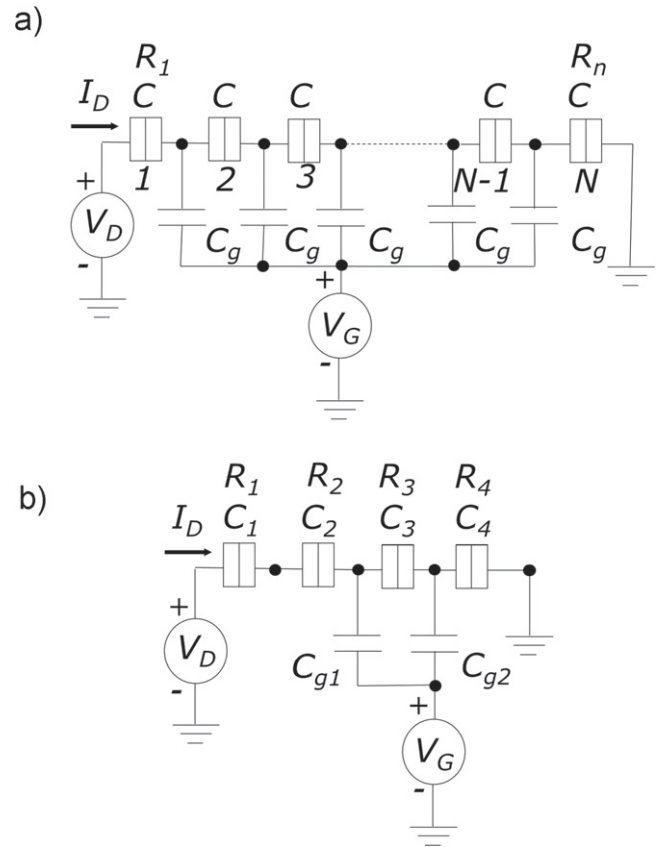 a)
R1 Rn
ID C C C C C
1 2 3 N-1 N
+
VD
-
Cg Cg Cg Cg Cg
+
VG
-
b)
R1 R2 R3 R4
ID C1 C2 C3 C4
+
VD
-
Cg1 Cg2
+
VG
-